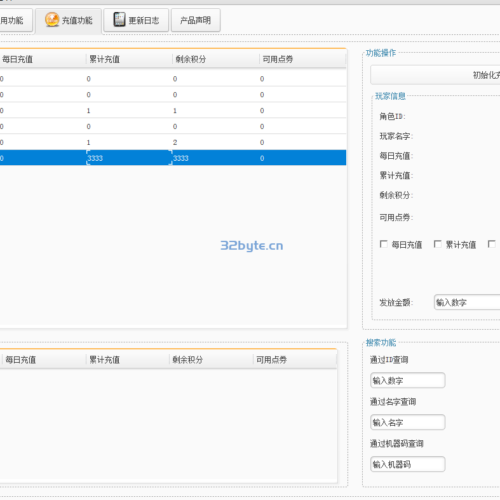 用功能 充值功能 更新日志 产品声明
每日充值 累计充值 剩余积分 可用点券
0 0 0 0
0 0 0 0
0 1 1 0
0 0 0 0
0 1 2 0
0 3333 3333 0
32byte.cn
每日充值 累计充值 剩余积分 可用点券
功能操作
初始化充
玩家信息
角色ID:
玩家名字:
每日充值:
累计充值:
剩余积分:
可用点券:
每日充值 累计充值
发放金额: 输入数字
搜索功能
通过ID查询
输入数字
通过名字查询
输入名字
通过机器码查询
输入机器码